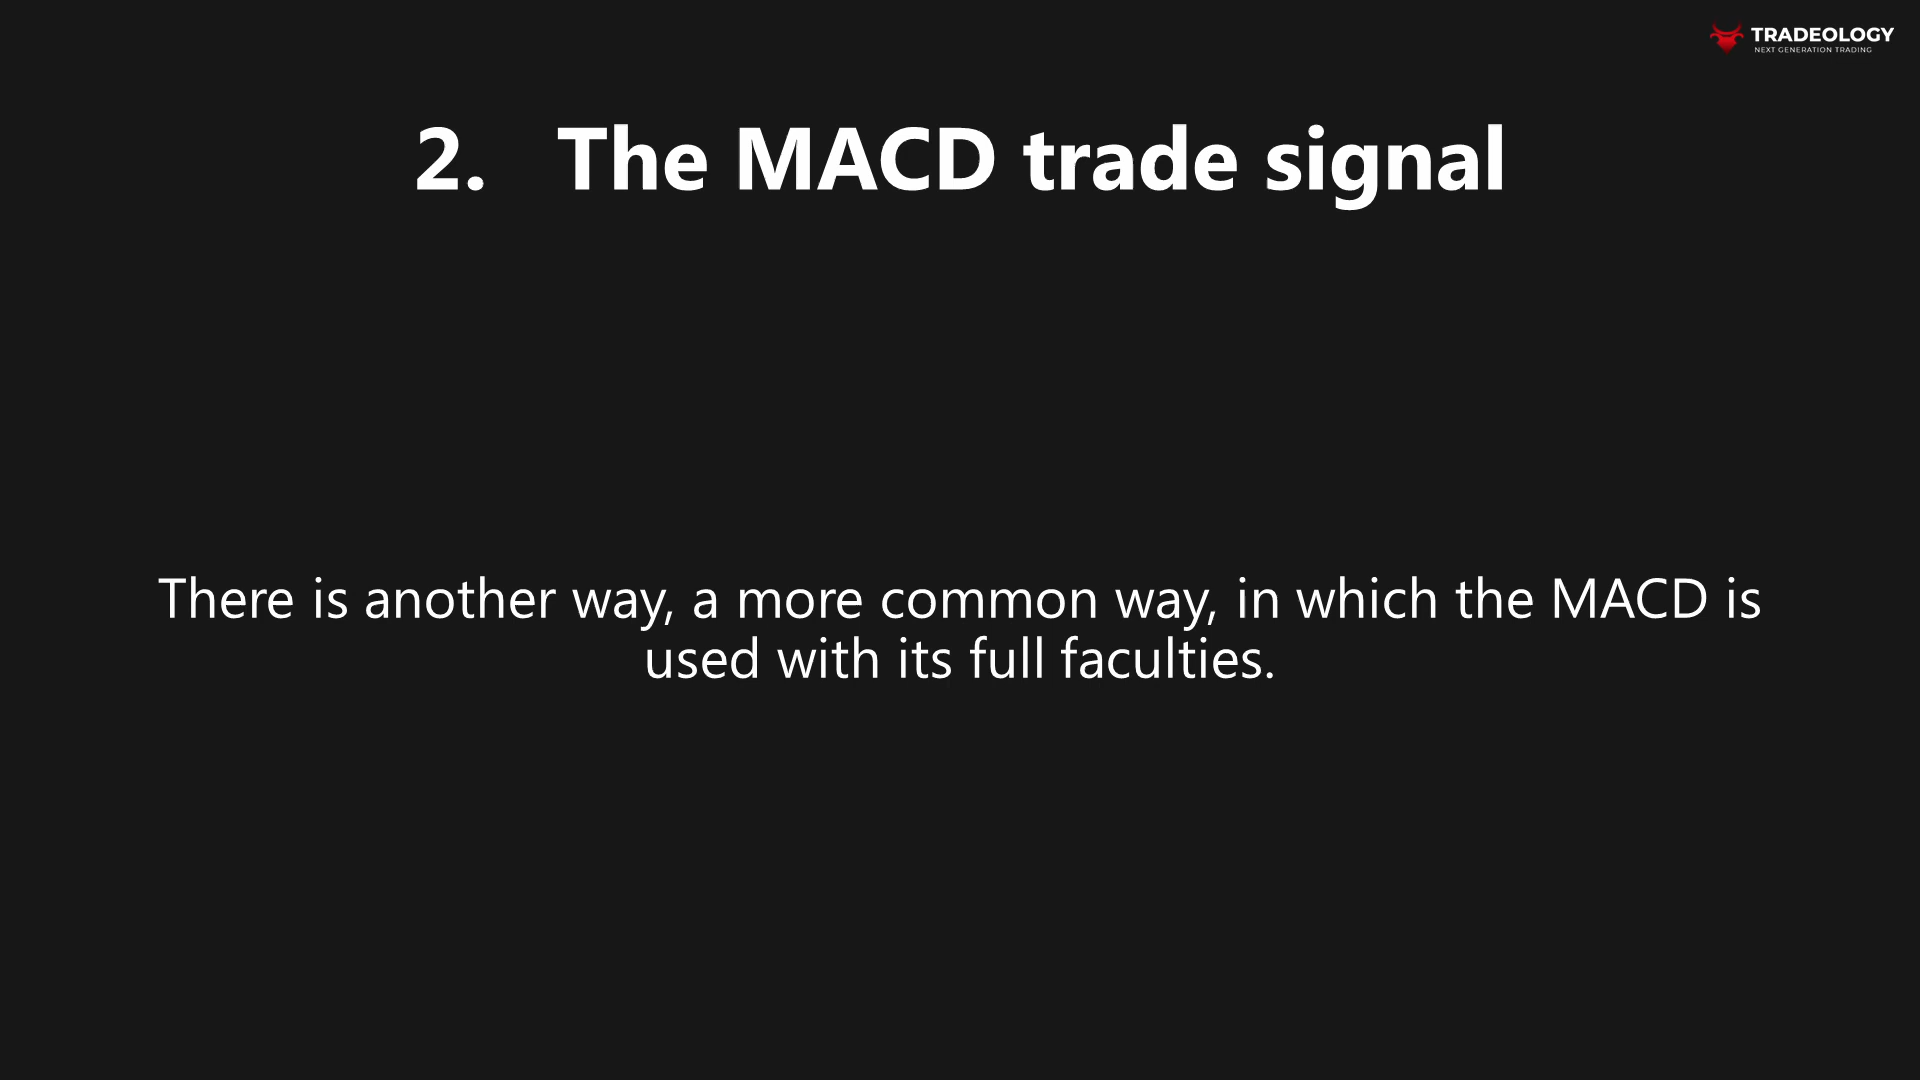 TRADEOLOGY
NEXT GENERATION TRADING
2. The MACD trade signal
There is another way, a more common way, in which the MACD is
used with its full faculties.